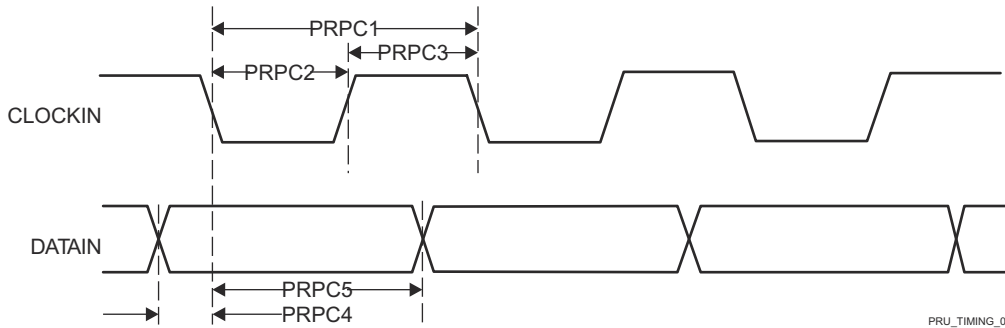 PRPC1
PRPC3
PRPC2
CLOCKIN
DATAIN
PRPC5
PRPC4
PRU_TIMING_0